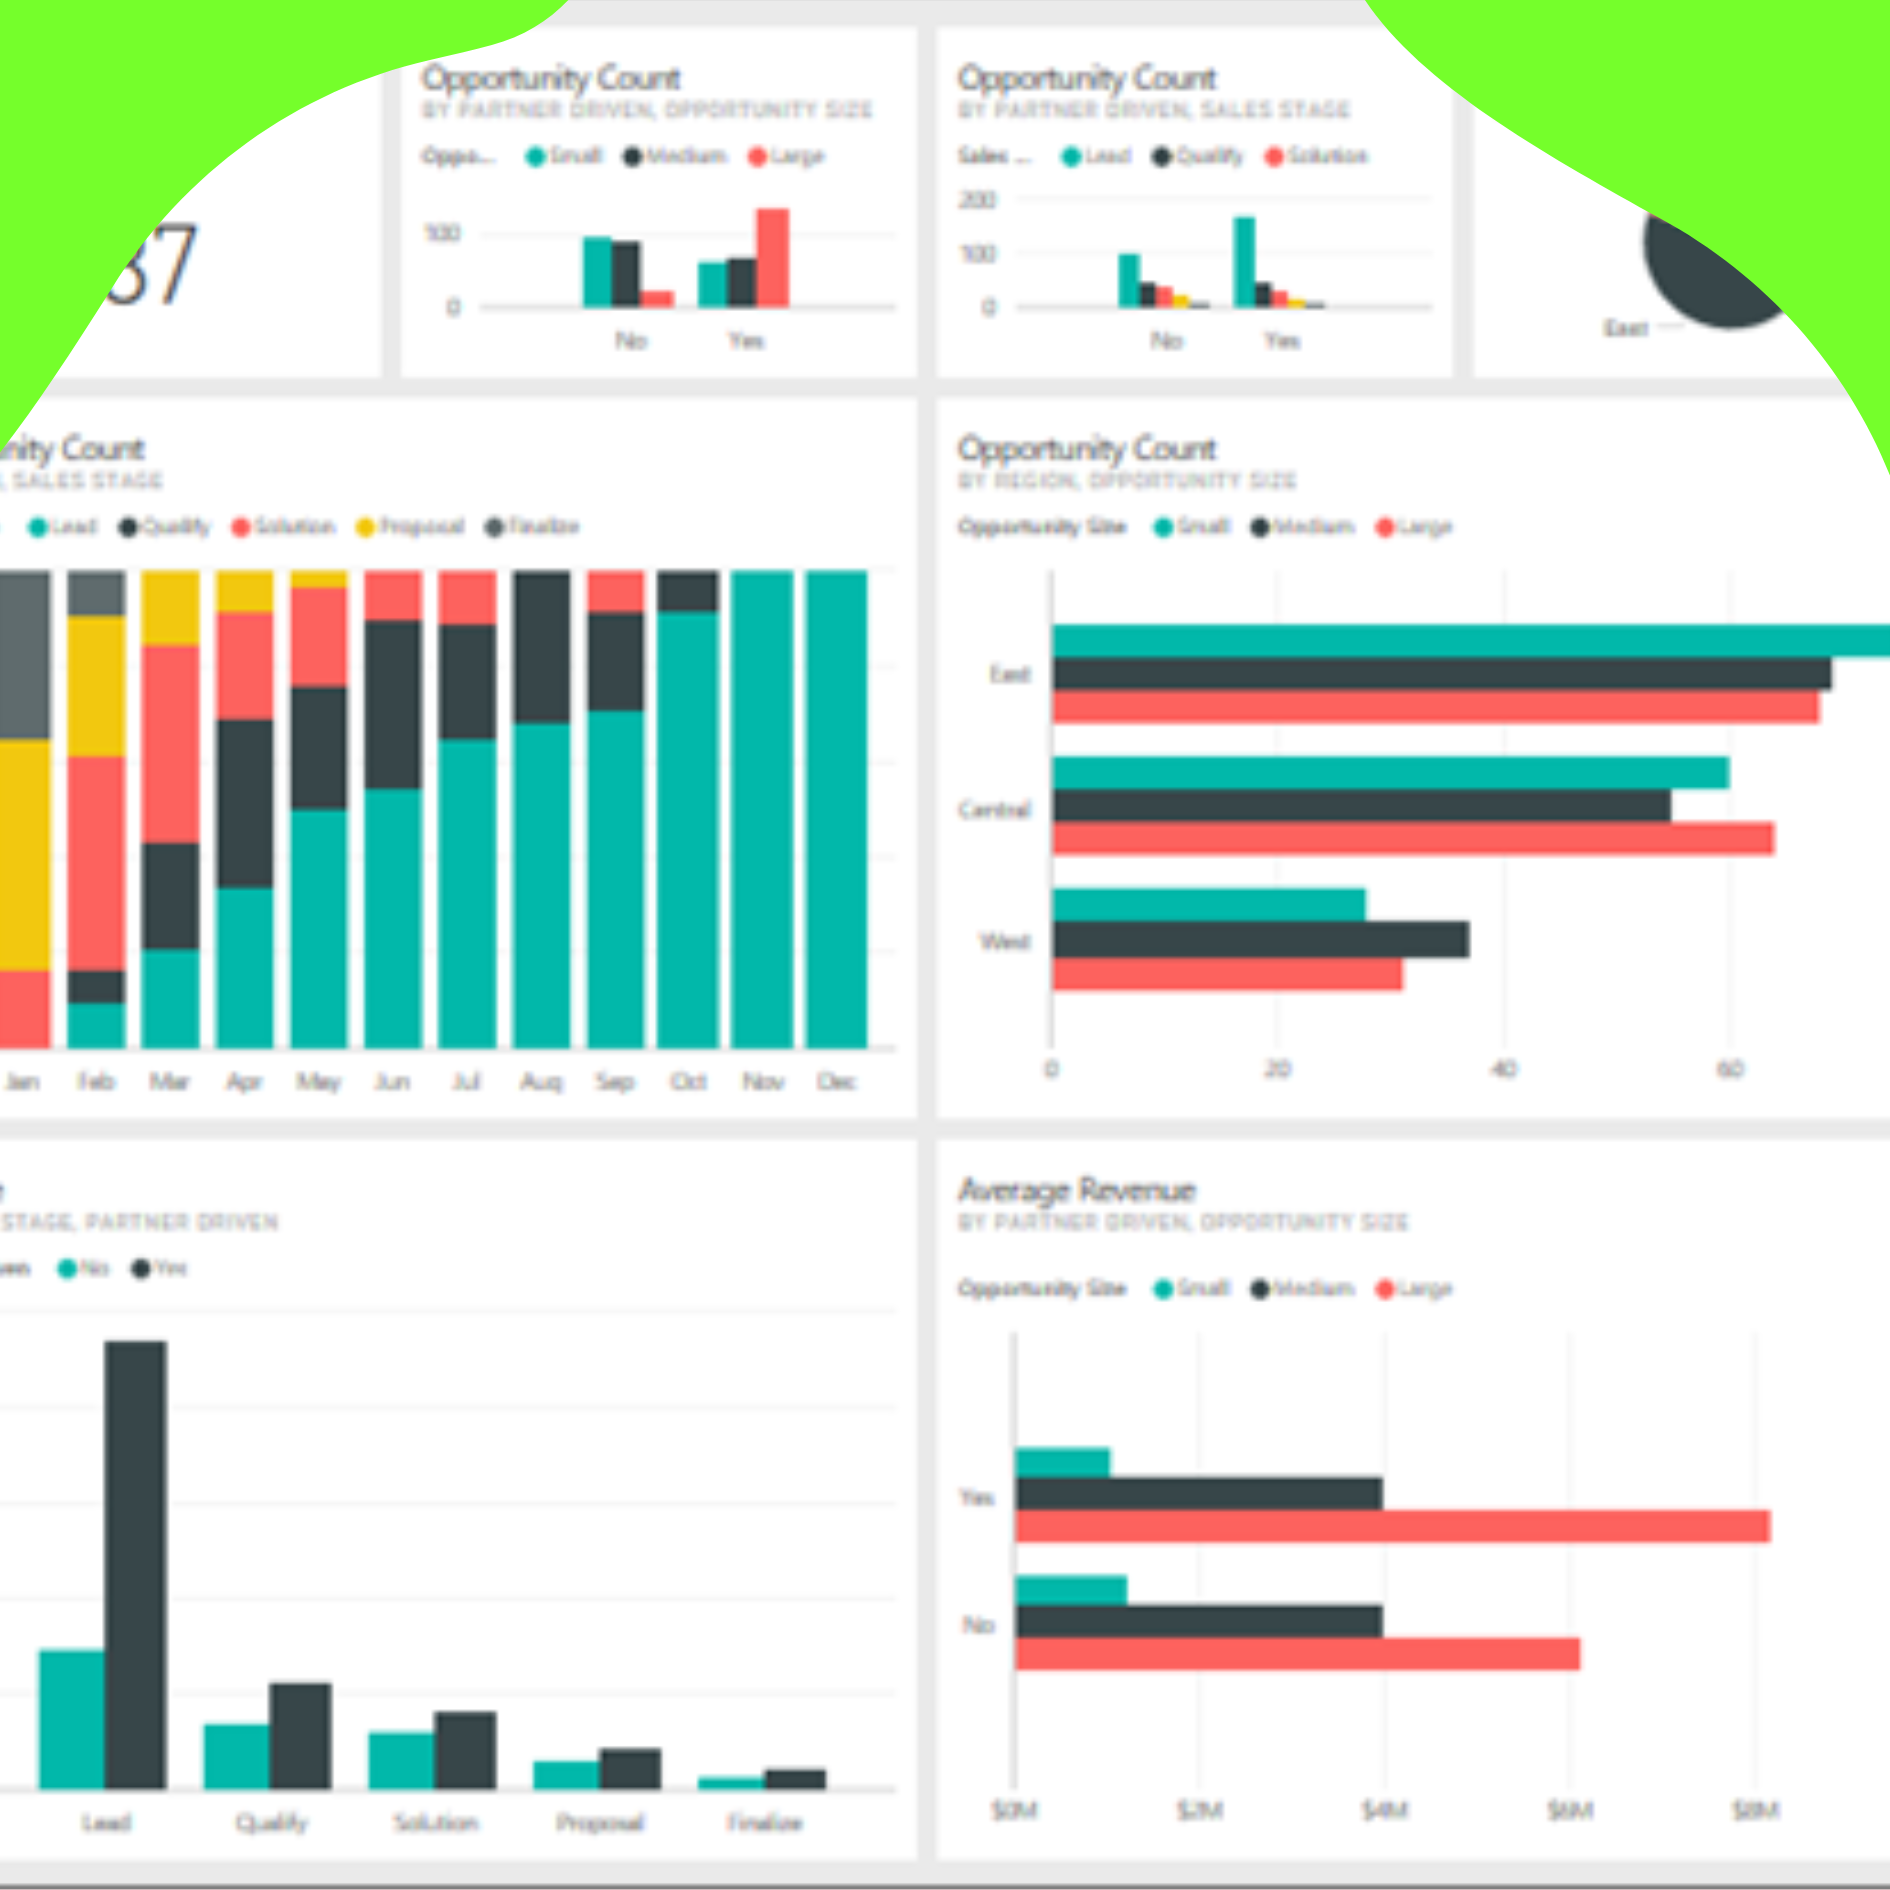 Opportunity Count
BY PARTNER DRIVEN, OPPORTUNITY SIZE
Oppo... Small Medium Large
100
0
No Yes
Opportunity Count
BY PARTNER DRIVEN, SALES STAGE
Sales ... Lead Qualify Solution
200
100
0
No Yes
37
East
nity Count
, SALES STAGE
Lead Qualify Solution Proposal Finalize
Jan Feb Mar Apr May Jun Jul Aug Sep Oct Nov Dec
Opportunity Count
BY REGION, OPPORTUNITY SIZE
Opportunity Size Small Medium Large
East
Central
West
0 20 40 60
STAGE, PARTNER DRIVEN
ven No Yes
Lead Qualify Solution Proposal Finalize
Average Revenue
BY PARTNER DRIVEN, OPPORTUNITY SIZE
Opportunity Size Small Medium Large
Yes
No
$0M $2M $4M $6M $8M